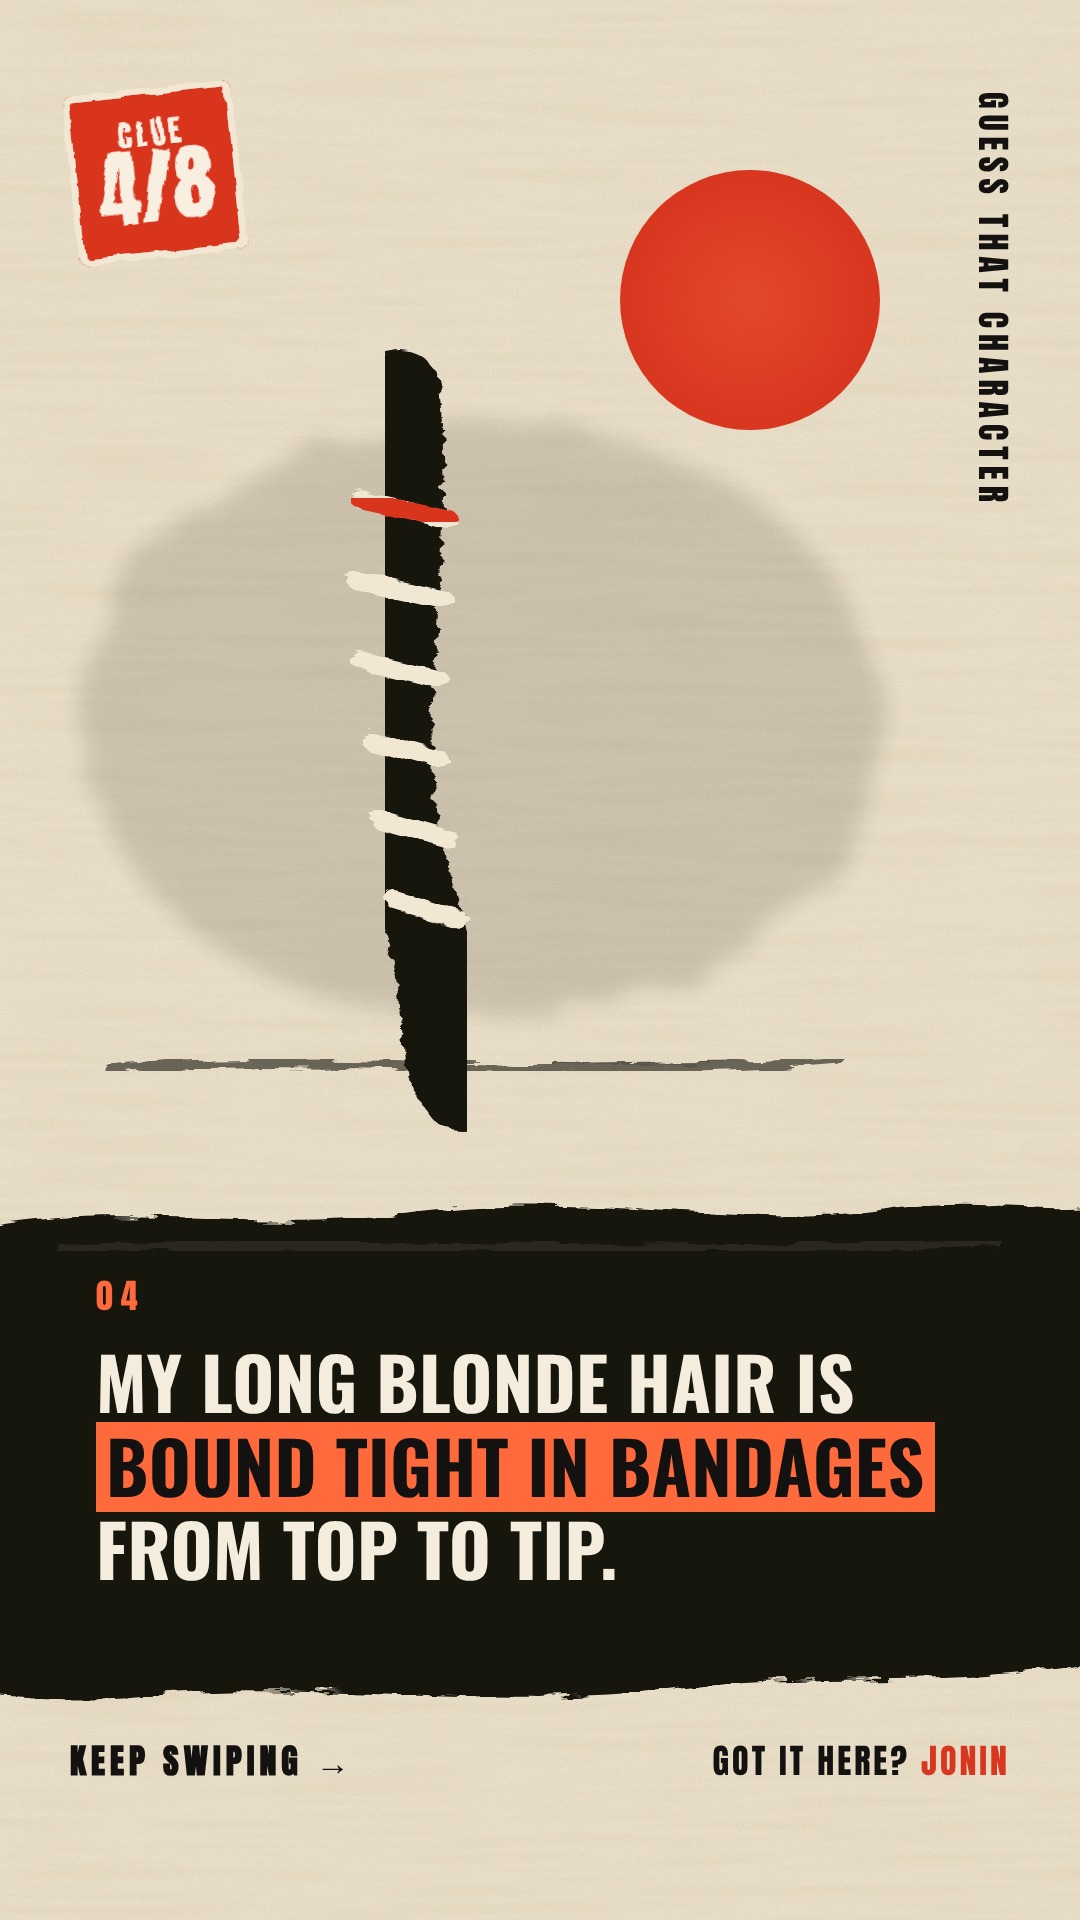 CLUE
4/8
GUESS THAT CHARACTER
04
MY LONG BLONDE HAIR IS
BOUND TIGHT IN BANDAGES
FROM TOP TO TIP.
KEEP SWIPING →
GOT IT HERE? JONIN